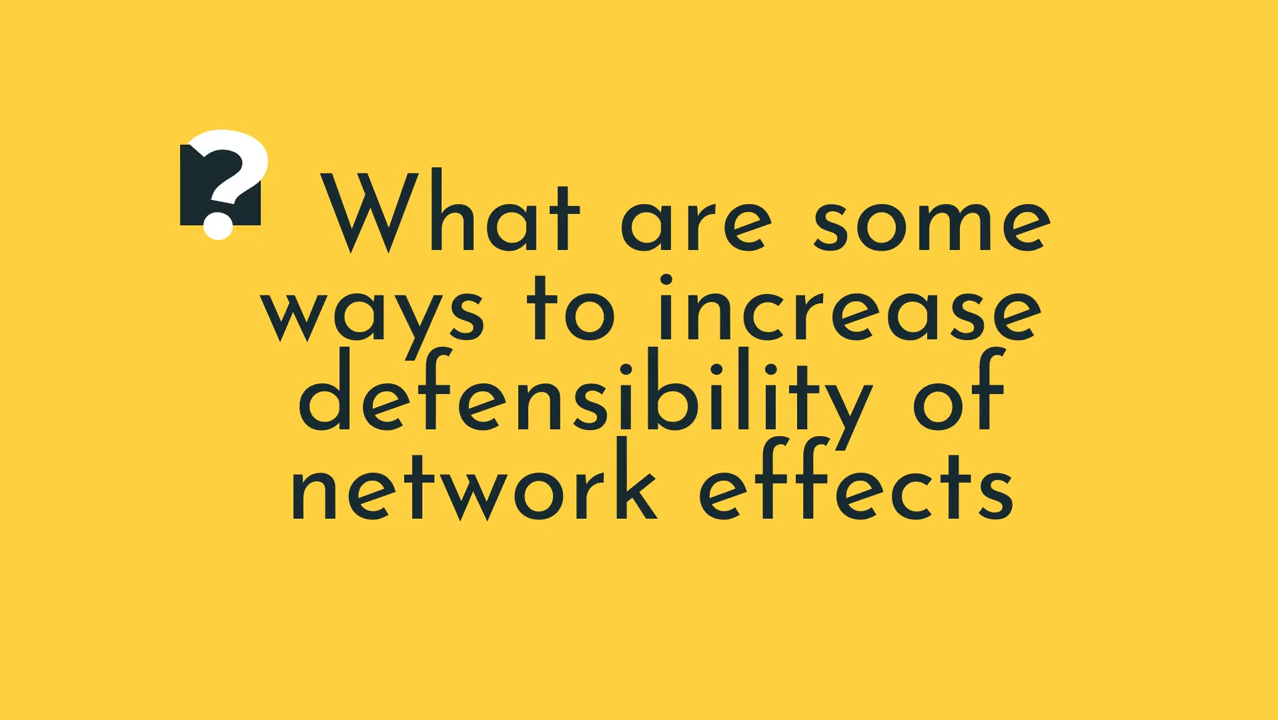 ? What are some
ways to increase
defensibility of
network effects